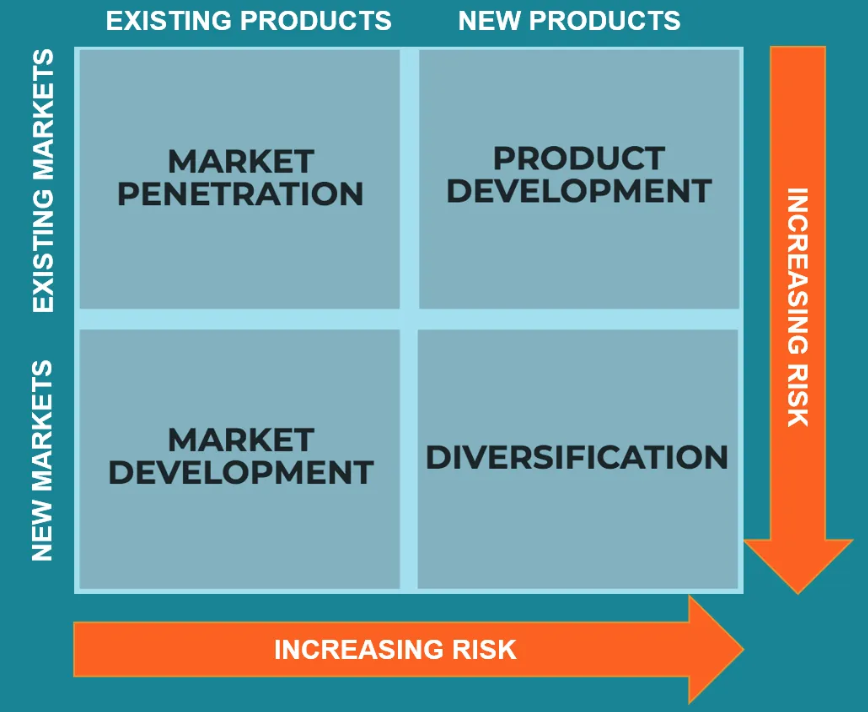 EXISTING PRODUCTS
NEW PRODUCTS
EXISTING MARKETS
MARKET
PENETRATION
PRODUCT
DEVELOPMENT
NEW MARKETS
MARKET
DEVELOPMENT
DIVERSIFICATION
INCREASING RISK
INCREASING RISK